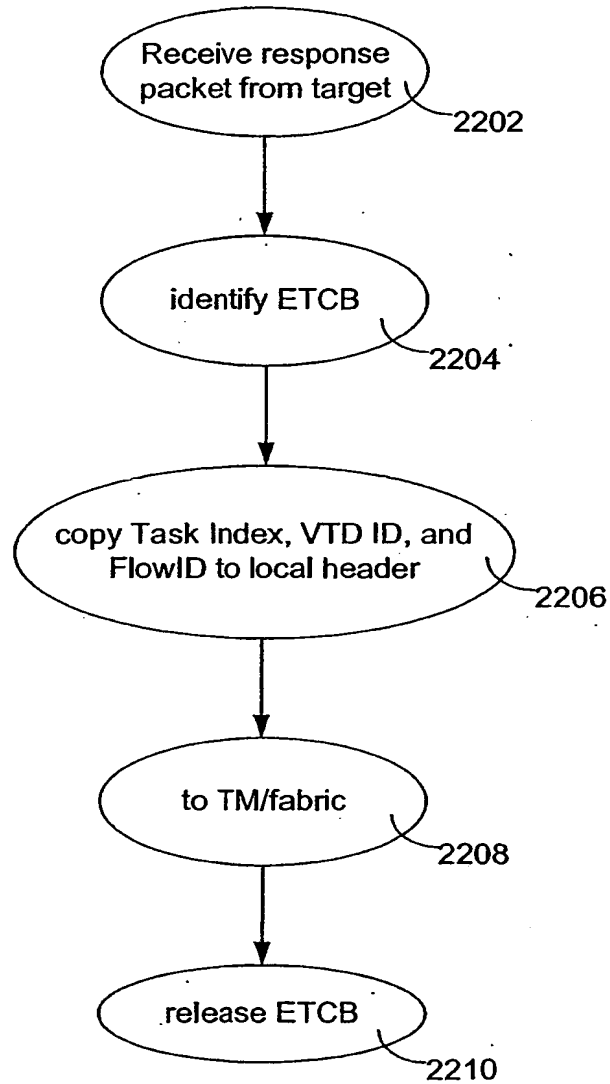 Receive response
packet from target
2202
identify ETCB
2204
copy Task Index, VTD ID, and
FlowID to local header
2206
to TM/fabric
2208
release ETCB
2210